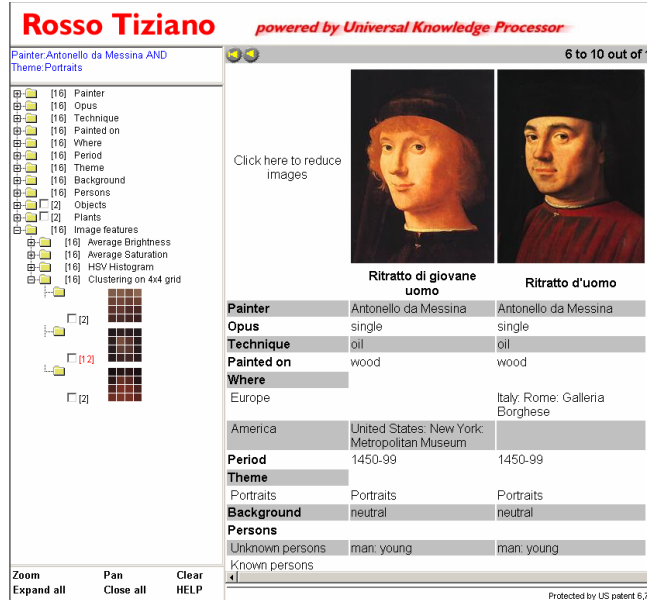 Rosso Tiziano
powered by Universal Knowledge Processor
Painter:Antonello da Messina AND
Theme:Portraits
[16] Painter
[16] Opus
[16] Technique
[16] Painted on
[16] Where
[16] Period
[16] Theme
[16] Background
[16] Persons
[2] Objects
[2] Plants
[16] Image features
[16] Average Brightness
[16] Average Saturation
[16] HSV Histogram
[16] Clustering on 4x4 grid
[2]
[12]
[2]
Zoom Pan Clear
Expand all Close all HELP
6 to 10 out of
Click here to reduce
images
Ritratto di giovane
uomo
Ritratto d'uomo
Painter Antonello da Messina Antonello da Messina
Opus single single
Technique oil oil
Painted on wood wood
Where
Europe Italy: Rome: Galleria
Borghese
America United States: New York:
Metropolitan Museum
Period 1450-99 1450-99
Theme
Portraits Portraits Portraits
Background neutral neutral
Persons
Unknown persons man: young man: young
Known persons
Protected by US patent 6,7